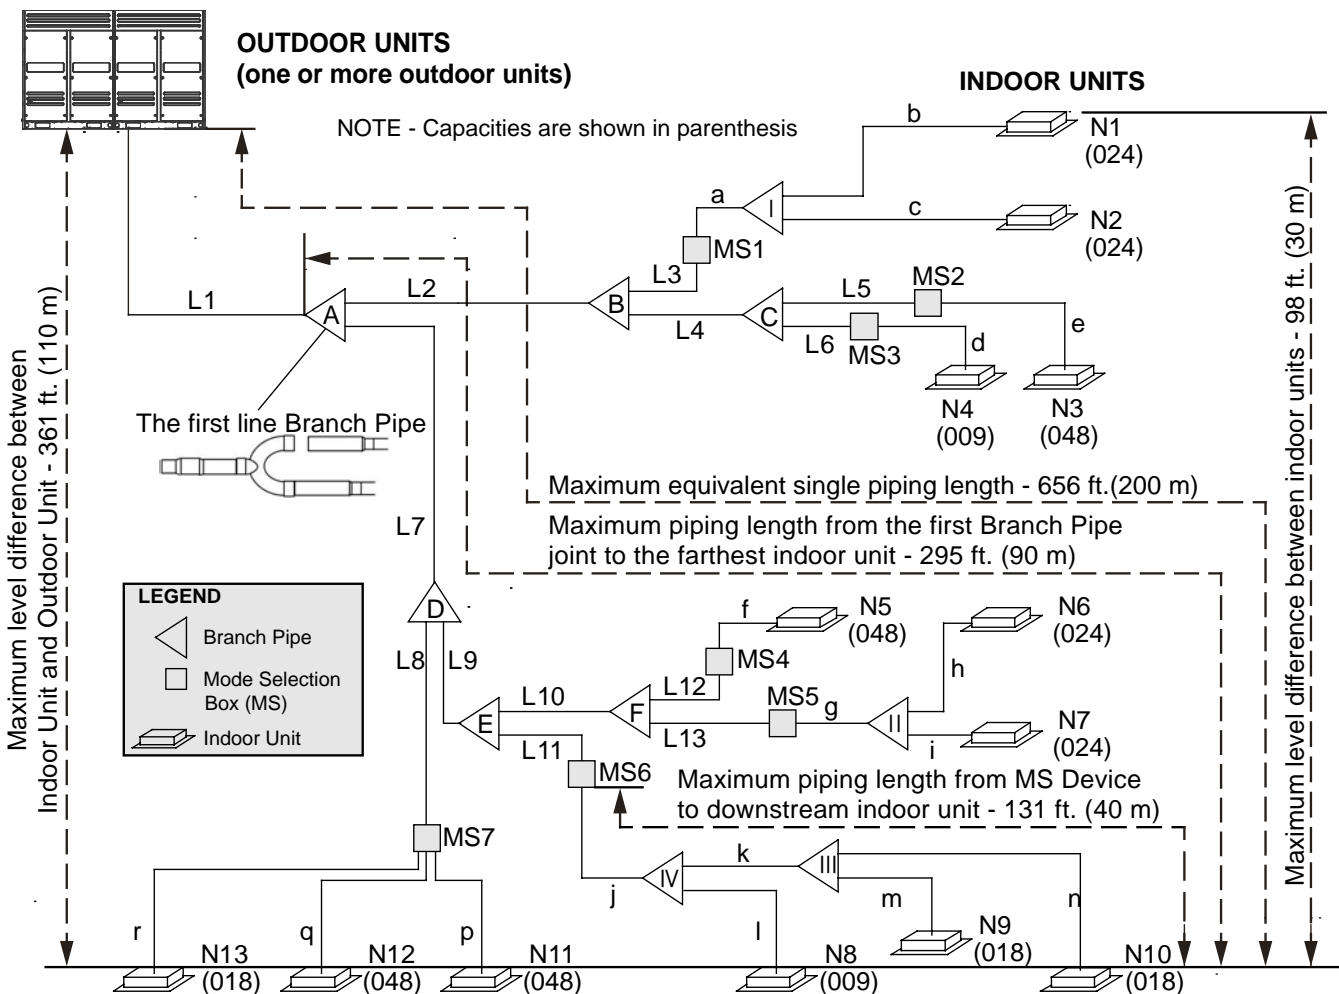 OUTDOOR UNITS
(one or more outdoor units)
INDOOR UNITS
NOTE - Capacities are shown in parenthesis
b
N1
(024)
a
I
c
N2
(024)
MS1
L3
MS2
L1
A
L2
B
L5
L4
C
L6
MS3
d
e
N4
(009)
N3
(048)
The first line Branch Pipe
Maximum level difference between
Indoor Unit and Outdoor Unit - 361 ft. (110 m)
Maximum level difference between indoor units - 98 ft. (30 m)
Maximum equivalent single piping length - 656 ft.(200 m)
Maximum piping length from the first Branch Pipe
joint to the farthest indoor unit - 295 ft. (90 m)
L7
LEGEND
Branch Pipe
Mode Selection
Box (MS)
Indoor Unit
D
f
N5
(048)
N6
(024)
L8
L9
MS4
h
L10
L12
MS5
g
E
F
II
N7
(024)
L11
L13
i
MS6
Maximum piping length from MS Device
to downstream indoor unit - 131 ft. (40 m)
MS7
k
III
IV
j
m
n
r
q
p
l
N9
(018)
N13
(018)
N12
(048)
N11
(048)
N8
(009)
N10
(018)